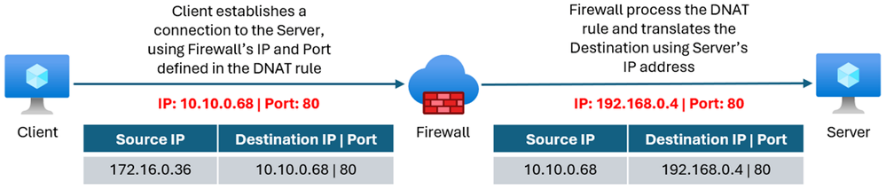 Client establishes a
connection to the Server,
using Firewall's IP and Port
defined in the DNAT rule
IP: 10.10.0.68 | Port: 80
Client
Source IP
Destination IP | Port
172.16.0.36
10.10.0.68 | 80
Firewall
Firewall process the DNAT
rule and translates the
Destination using Server's
IP address
IP: 192.168.0.4 | Port: 80
Source IP
Destination IP | Port
10.10.0.68
192.168.0.4 | 80
Server